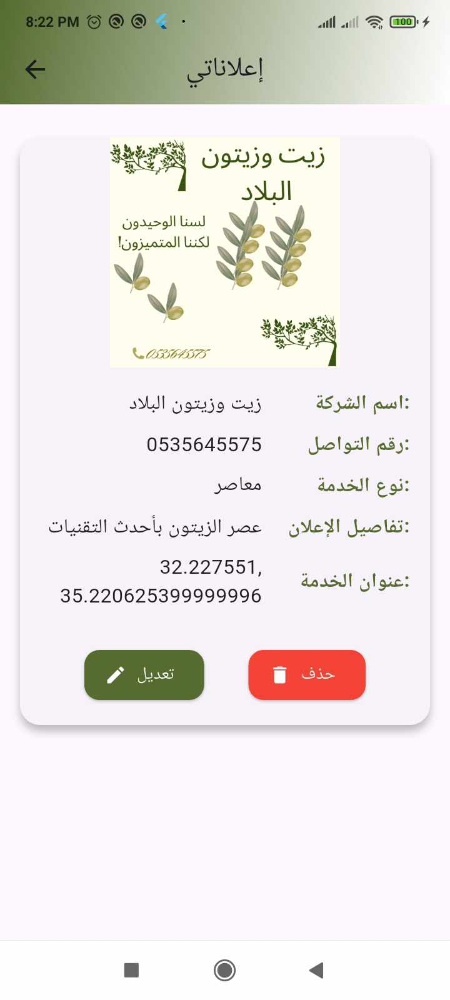 8:22 PM
100
إعلاناتي
زيت وزيتون
البلاد
لسنا الوحيدون
لكننا المتميزون!
0535645575
:اسم الشركة زيت وزيتون البلاد
:رقم التواصل 0535645575
:نوع الخدمة معاصر
:تفاصيل الإعلان عصر الزيتون بأحدث التقنيات
:عنوان الخدمة 32.227551,
35.220625399999996
حذف
تعديل